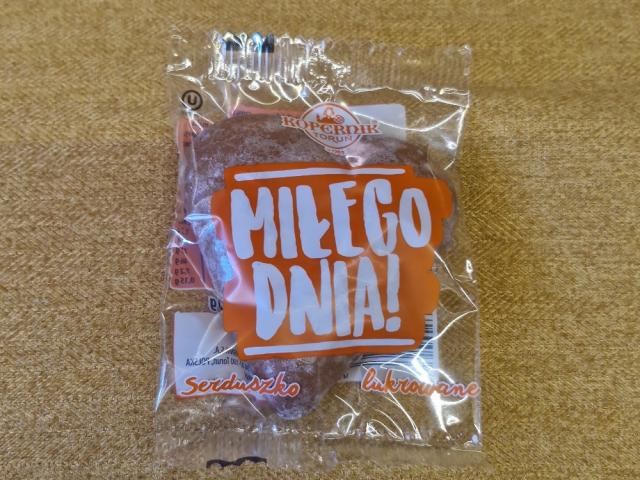 U
KOPERNIK
TORUŃ
MIŁEGO
DNIA!
Serduszko lukrowane